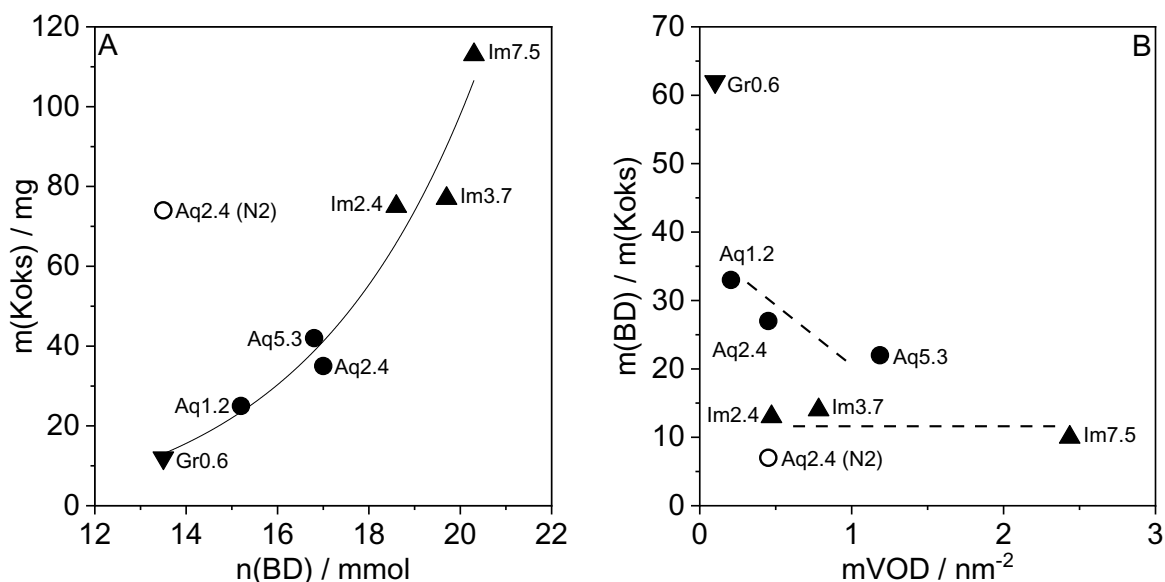 A
120
100
80
60
40
20
0
m(Koks) / mg
Im7.5
Im2.4
Im3.7
Aq2.4 (N2)
Aq5.3
Aq2.4
Aq1.2
Gr0.6
12 14 16 18 20 22
n(BD) / mmol
B
70
60
50
40
30
20
10
0
m(BD) / m(Koks)
Gr0.6
Aq1.2
Aq2.4
Aq5.3
Im2.4
Im3.7
Im7.5
Aq2.4 (N2)
0 1 2 3
mVOD / nm⁻²